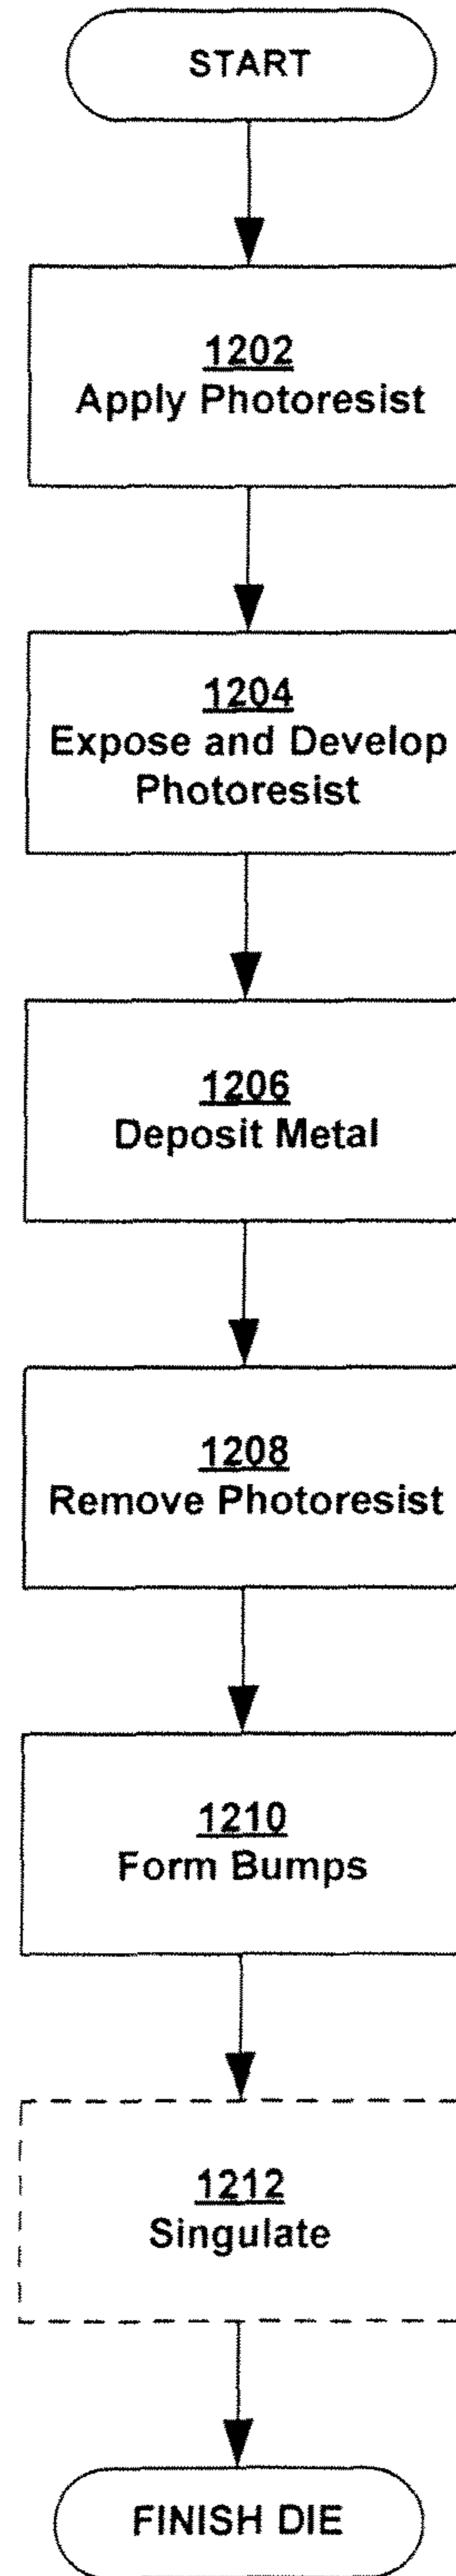 START
1202
Apply Photoresist
1204
Expose and Develop
Photoresist
1206
Deposit Metal
1208
Remove Photoresist
1210
Form Bumps
1212
Singulate
FINISH DIE